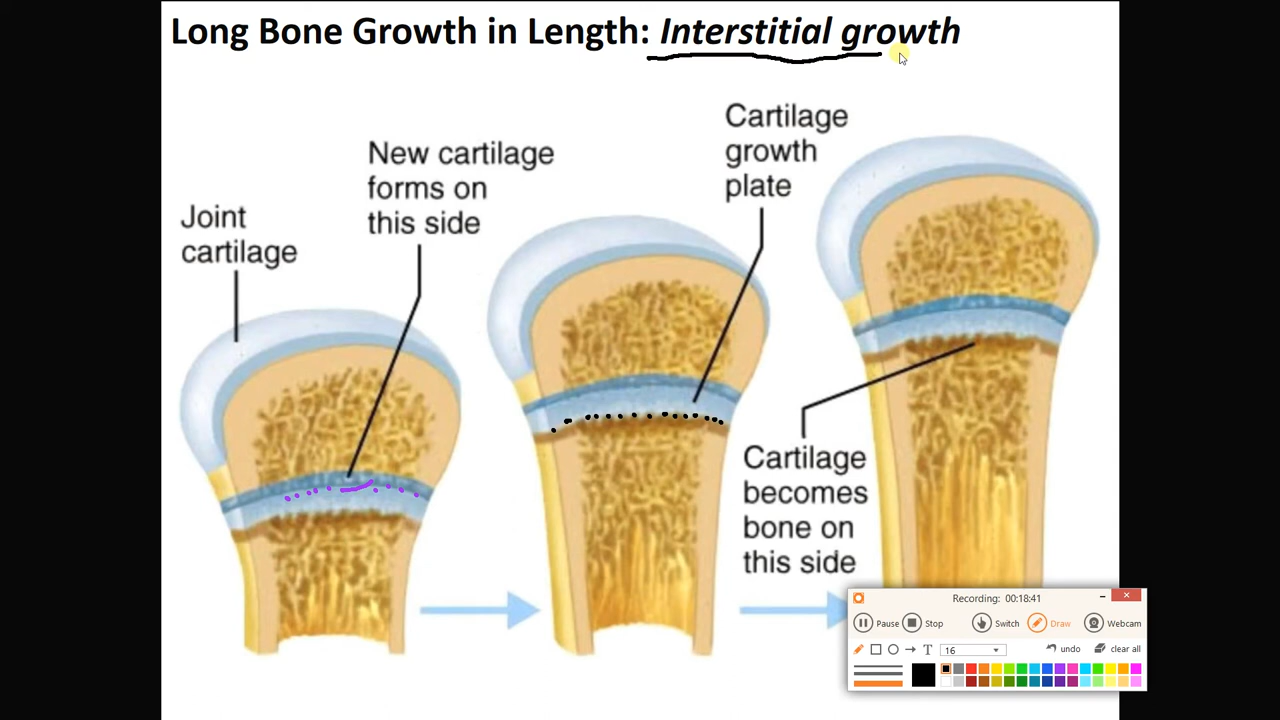 Long Bone Growth in Length: Interstitial growth
Cartilage
growth
plate
New cartilage
forms on
this side
Joint
cartilage
Cartilage
becomes
bone on
this side
Recording: 00:18:41
Pause Stop Switch Draw Webcam
T 16 undo clear all